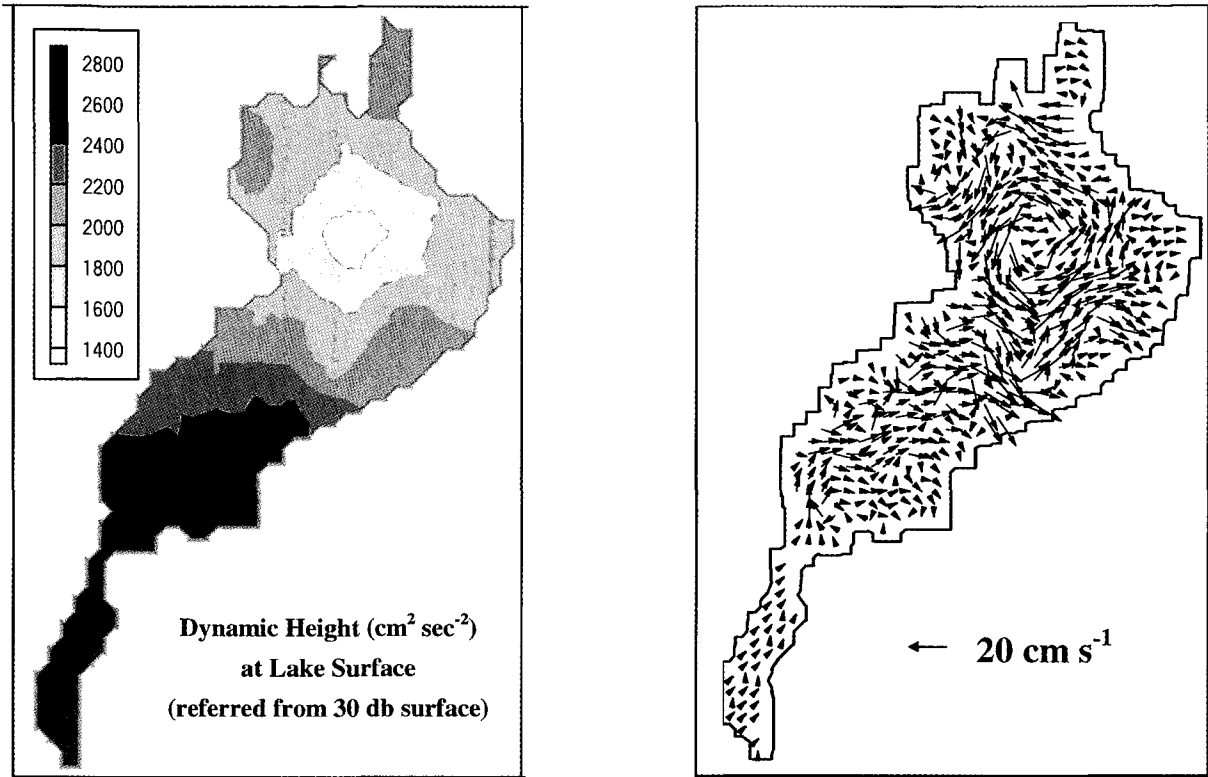 2800
2600
2400
2200
2000
1800
1600
1400
Dynamic Height (cm² sec⁻²)
at Lake Surface
(referred from 30 db surface)
20 cm s⁻¹